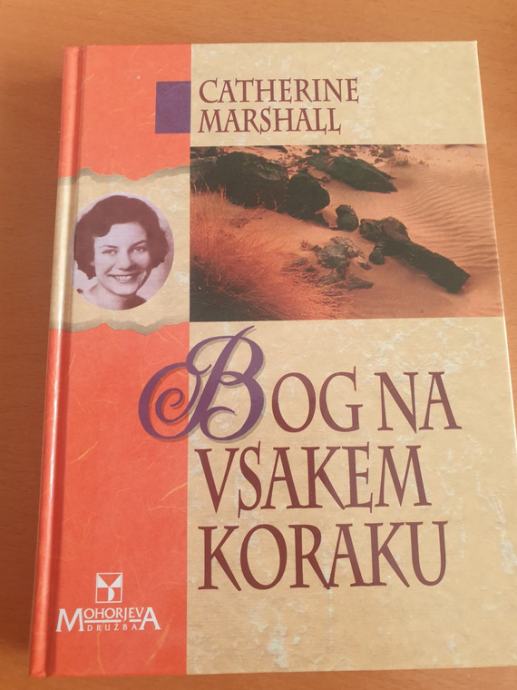 CATHERINE
MARSHALL
BOG NA
VSAKEM
KORAKU
MOHORJEVA
DRUŽBA